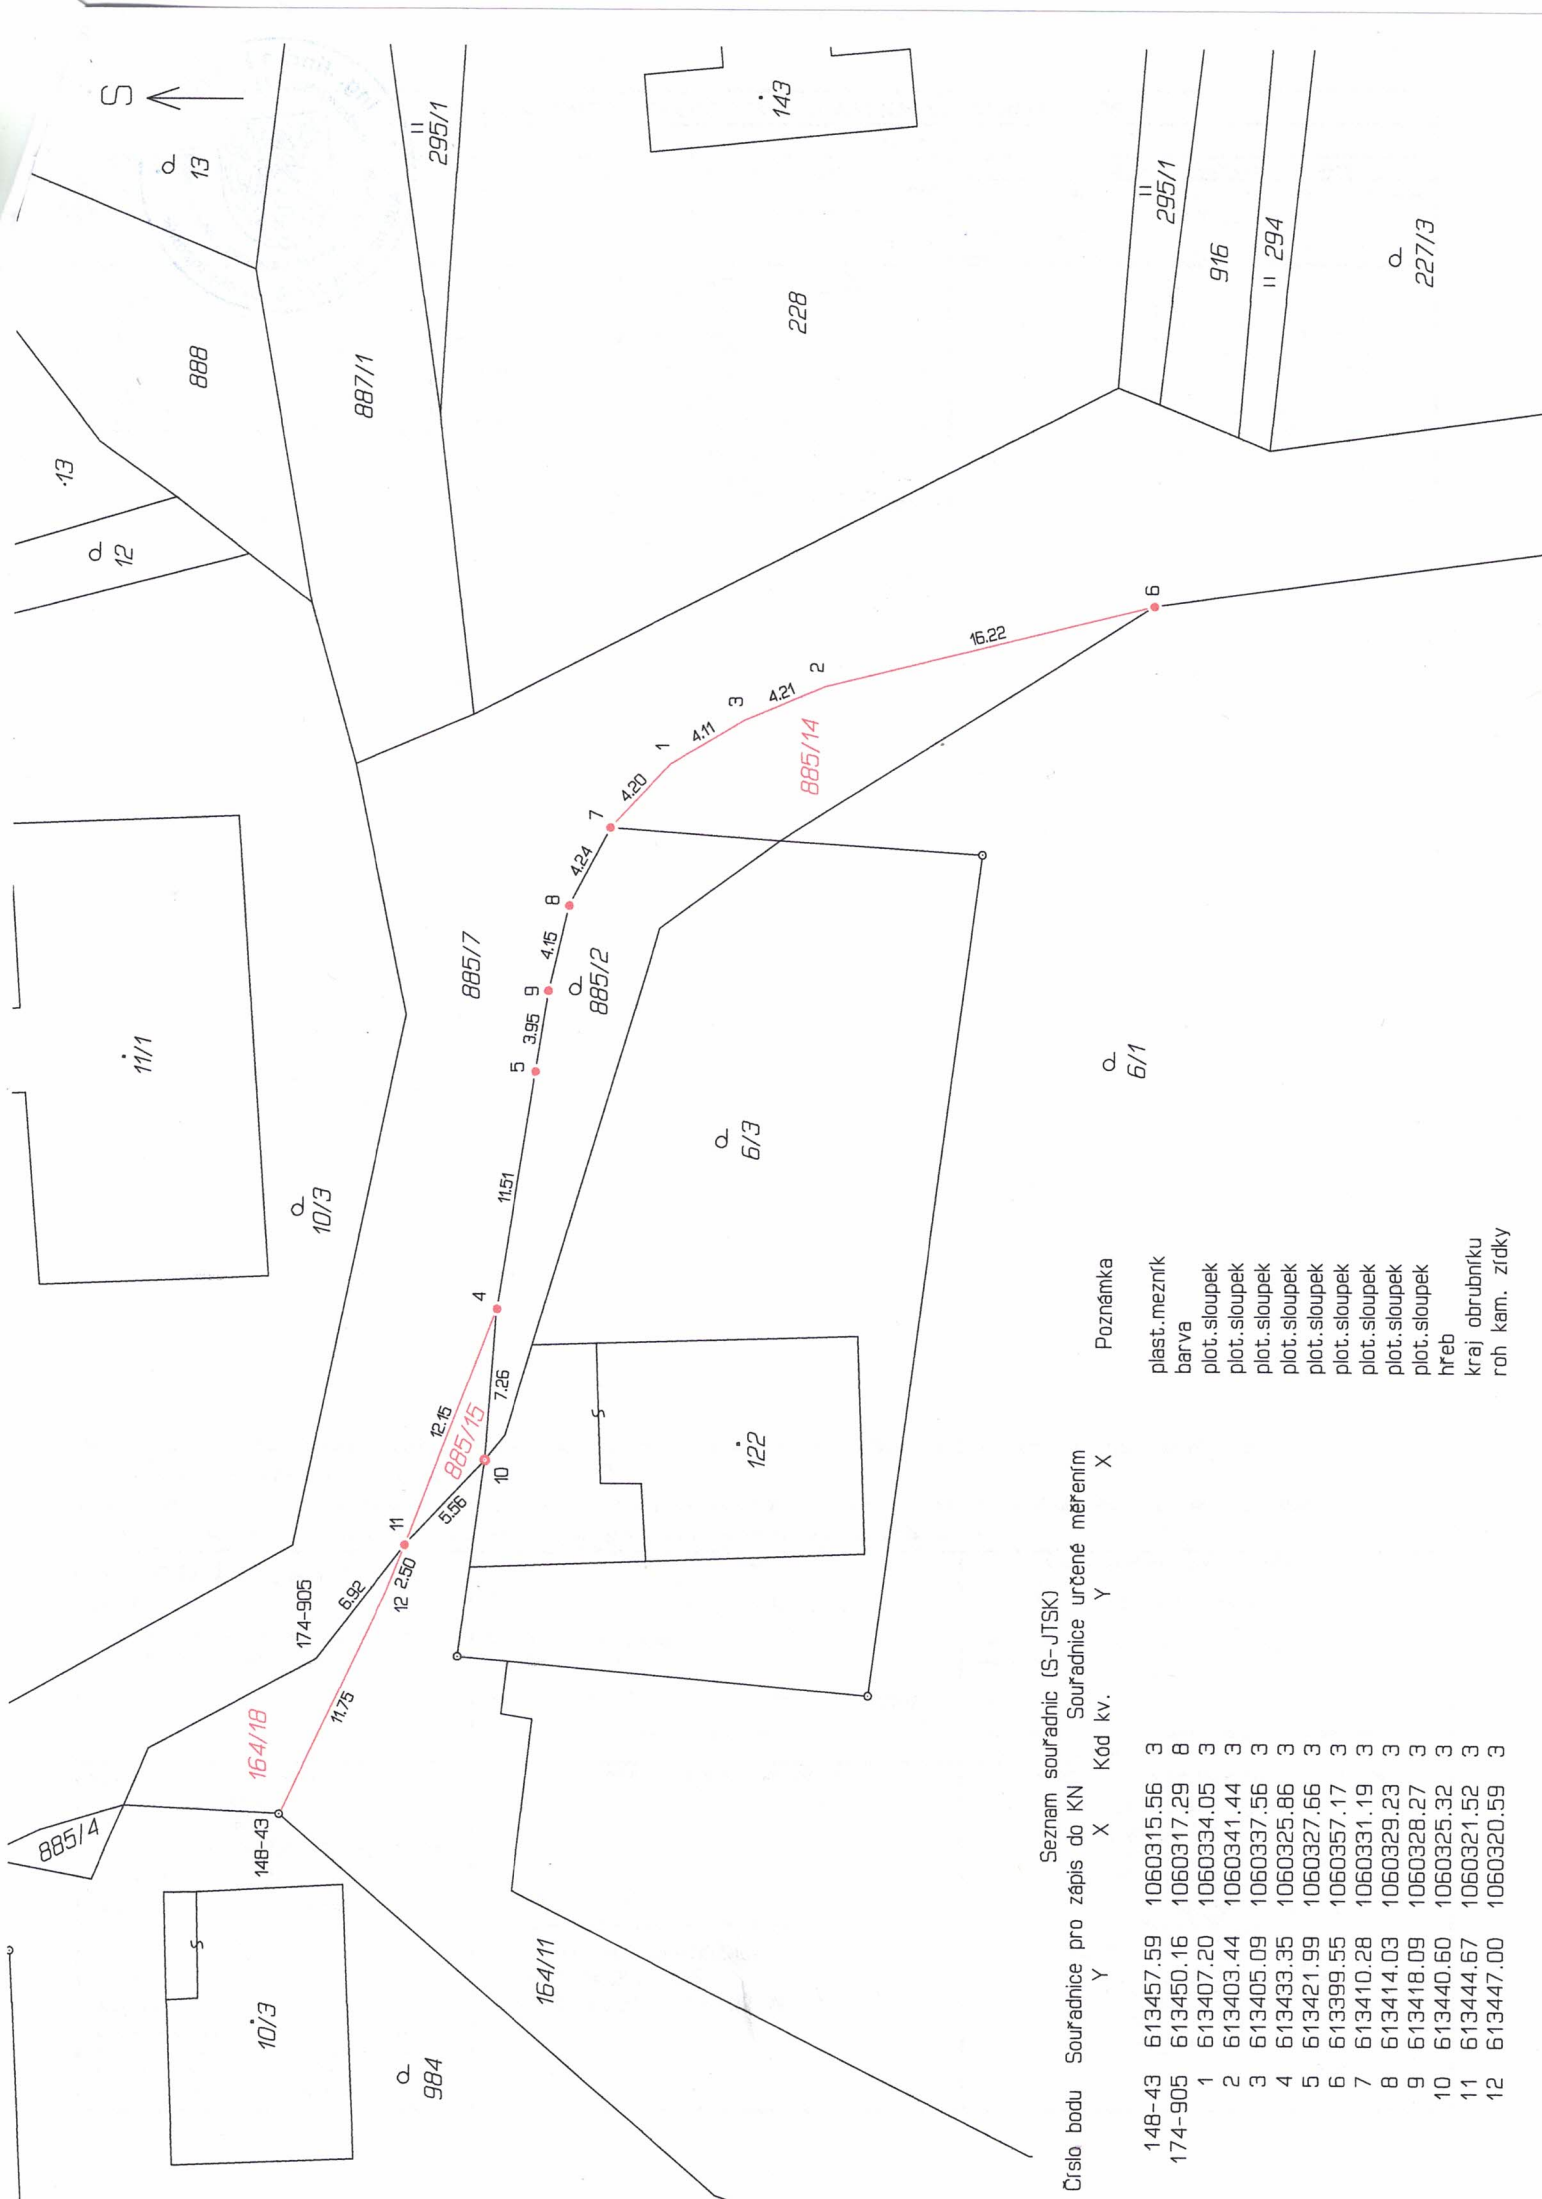 S
13
888
·13
12
887/1
295/1
143
228
295/1
916
294
227/3
11/1
10/3
885/7
885/2
885/14
6/3
6/1
122
885/15
174-905
164/18
885/4
148-43
10/3
984
164/11
6
16.22
2
4.21
3
4.11
1
4.20
7
4.24
8
4.15
9
3.95
5
11.51
4
7.26
12.15
10
5.56
11
12 2.50
6.92
11.75
Seznam souřadnic (S-JTSK)
Číslo bodu Souřadnice pro zápis do KN Souřadnice určené měřením Poznámka
Y X Kód kv. Y X
148-43 613457.59 1060315.56 3 plast.mezník
174-905 613450.16 1060317.29 8 barva
1 613407.20 1060334.05 3 plot.sloupek
2 613403.44 1060341.44 3 plot.sloupek
3 613405.09 1060337.56 3 plot.sloupek
4 613433.35 1060325.86 3 plot.sloupek
5 613421.99 1060327.66 3 plot.sloupek
6 613399.55 1060357.17 3 plot.sloupek
7 613410.28 1060331.19 3 plot.sloupek
8 613414.03 1060329.23 3 plot.sloupek
9 613418.09 1060328.27 3 plot.sloupek
10 613440.60 1060325.32 3 hřeb
11 613444.67 1060321.52 3 kraj obrubníku
12 613447.00 1060320.59 3 roh kam. zídky